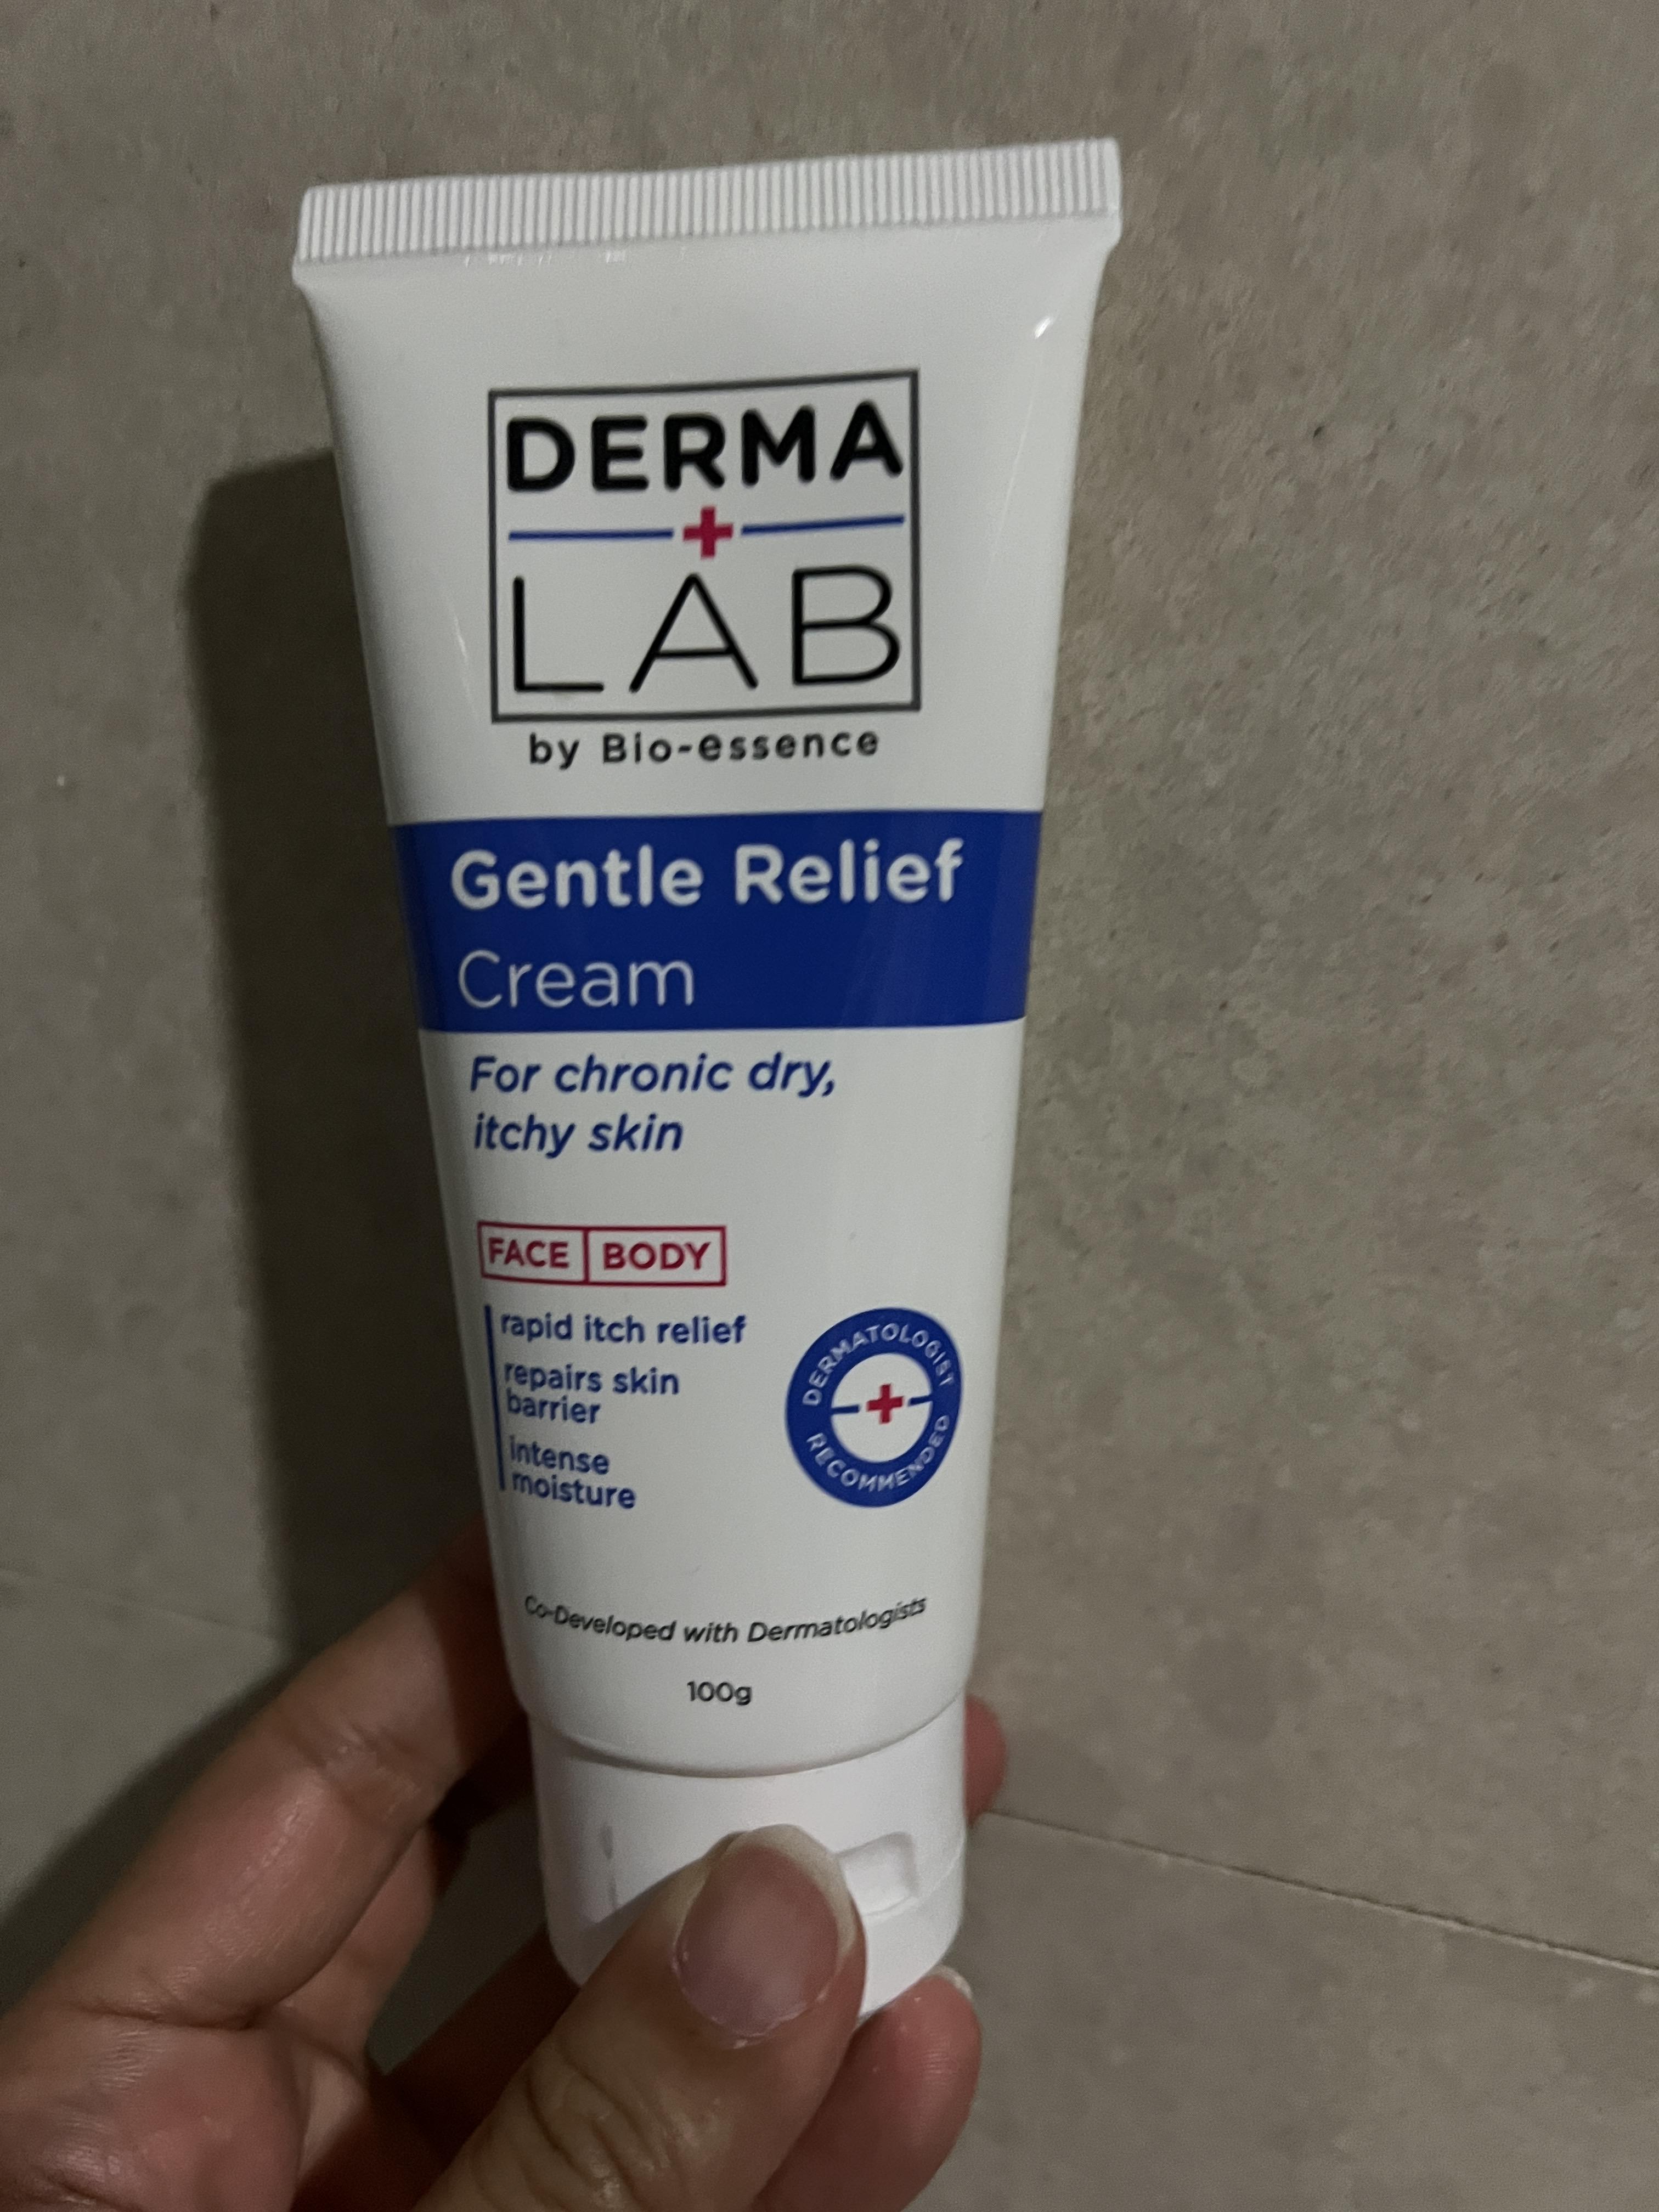 DERMA
LAB
by Bio-essence
Gentle Relief
Cream
For chronic dry,
itchy skin
FACE BODY
rapid itch relief
repairs skin
barrier
intense
moisture
DERMATOLOGIST
RECOMMENDED
Co-Developed with Dermatologists
100g